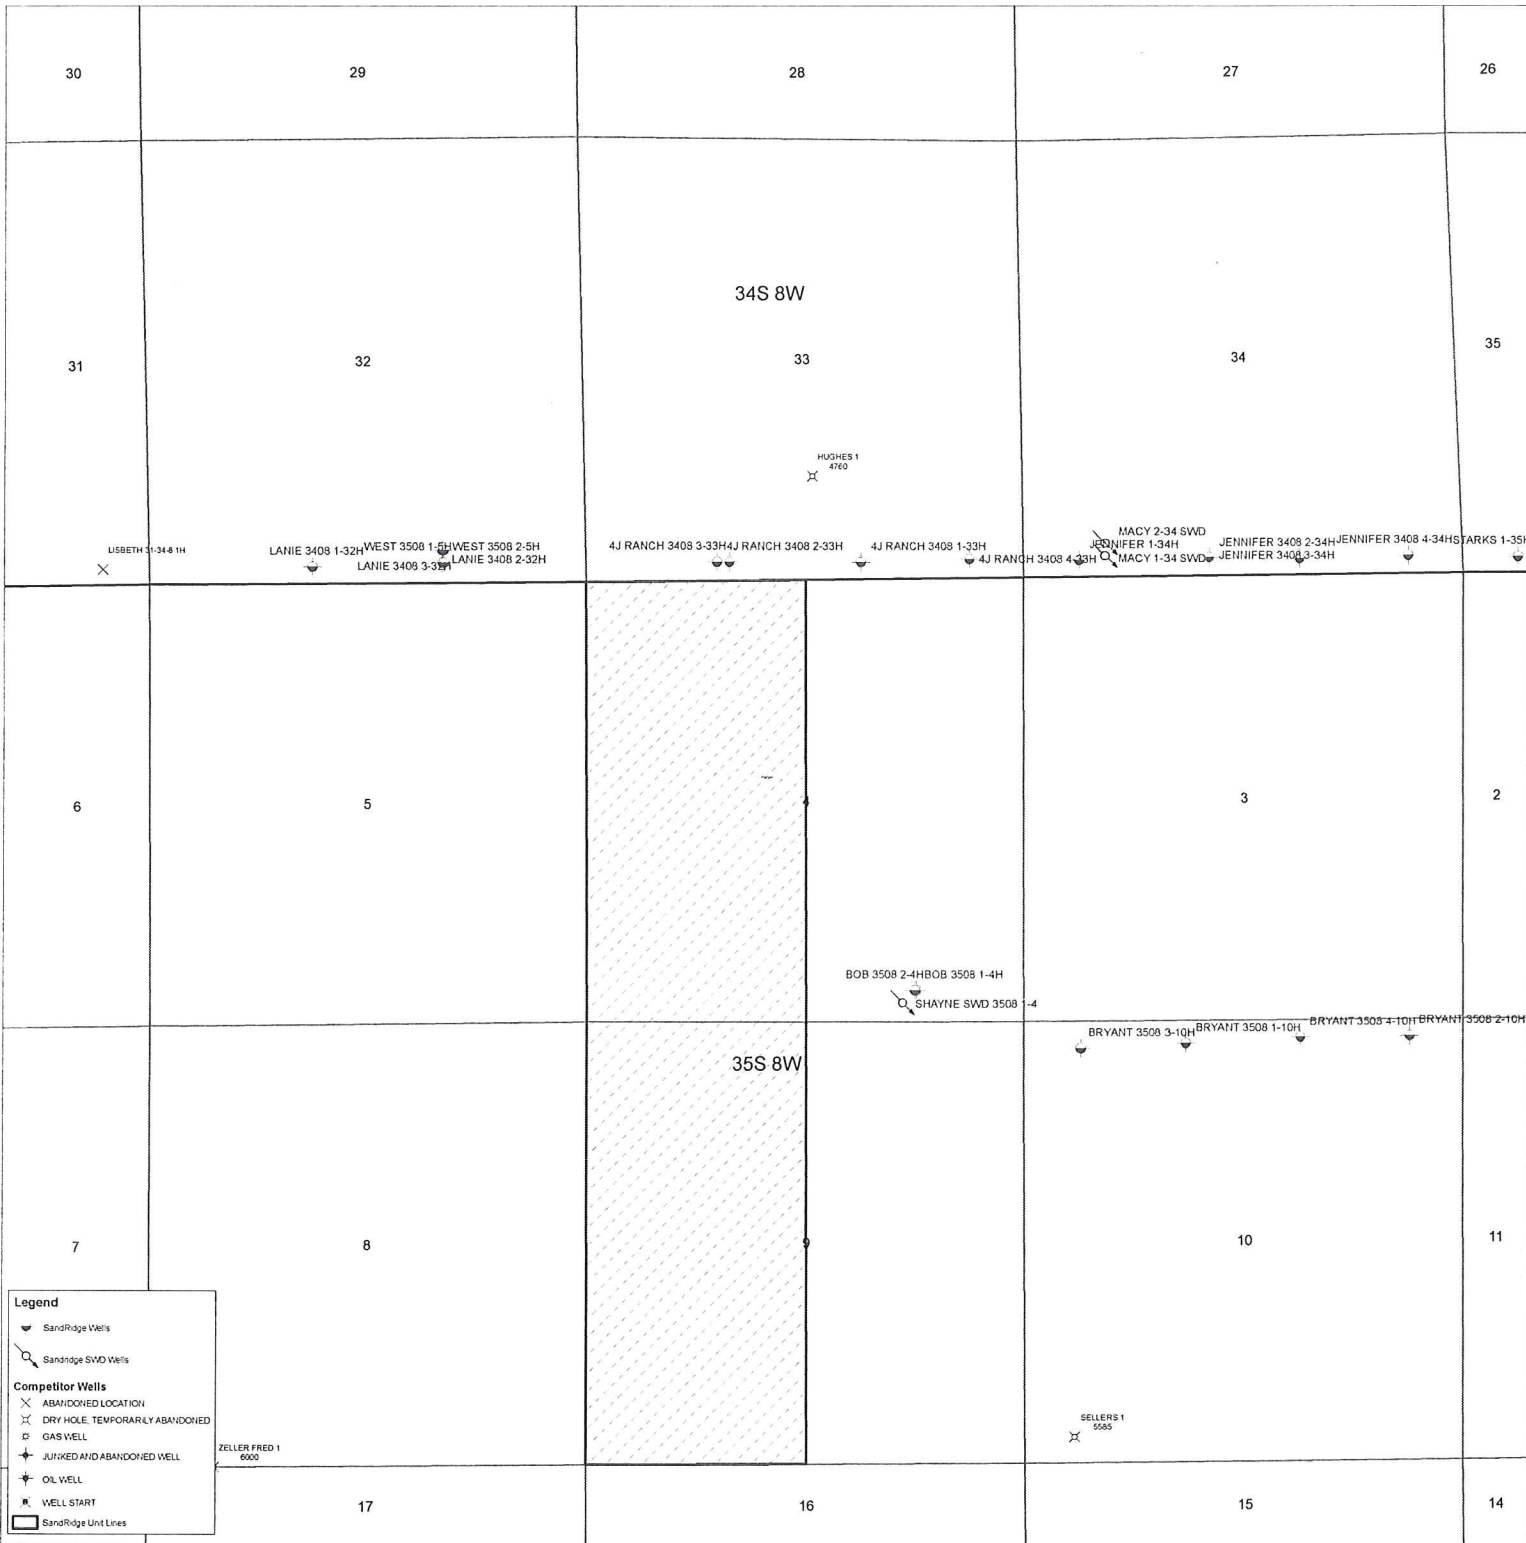 30
29
28
27
26
34S 8W
31
32
33
34
35
HUGHES 1
4760
MACY 2-34 SWD
LISBETH 31-34-8 1H
LANIE 3408 1-32H
WEST 3508 1-5H
WEST 3508 2-5H
4J RANCH 3408 3-33H
4J RANCH 3408 2-33H
4J RANCH 3408 1-33H
JENNIFER 1-34H
JENNIFER 3408 2-34H
JENNIFER 3408 4-34H
STARKS 1-35H
LANIE 3408 3-32H
LANIE 3408 2-32H
4J RANCH 3408 4-33H
MACY 1-34 SWD
JENNIFER 3408 3-34H
6
5
4
3
2
BOB 3508 2-4H
BOB 3508 1-4H
SHAYNE SWD 3508 1-4
BRYANT 3508 3-10H
BRYANT 3508 1-10H
BRYANT 3508 4-10H
BRYANT 3508 2-10H
35S 8W
7
8
9
10
11
Legend
SandRidge Wells
Sandridge SWD Wells
Competitor Wells
ABANDONED LOCATION
DRY HOLE, TEMPORARILY ABANDONED
GAS WELL
JUNKED AND ABANDONED WELL
OIL WELL
WELL START
SandRidge Unit Lines
ZELLER FRED 1
6000
SELLERS 1
5585
17
16
15
14